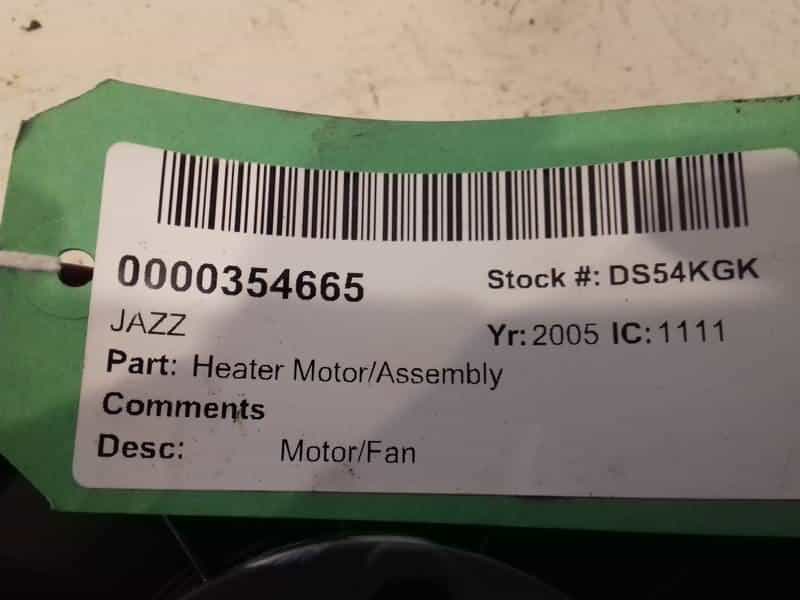 0000354665 Stock #: DS54KGK
JAZZ Yr: 2005 IC: 1111
Part: Heater Motor/Assembly
Comments
Desc: Motor/Fan